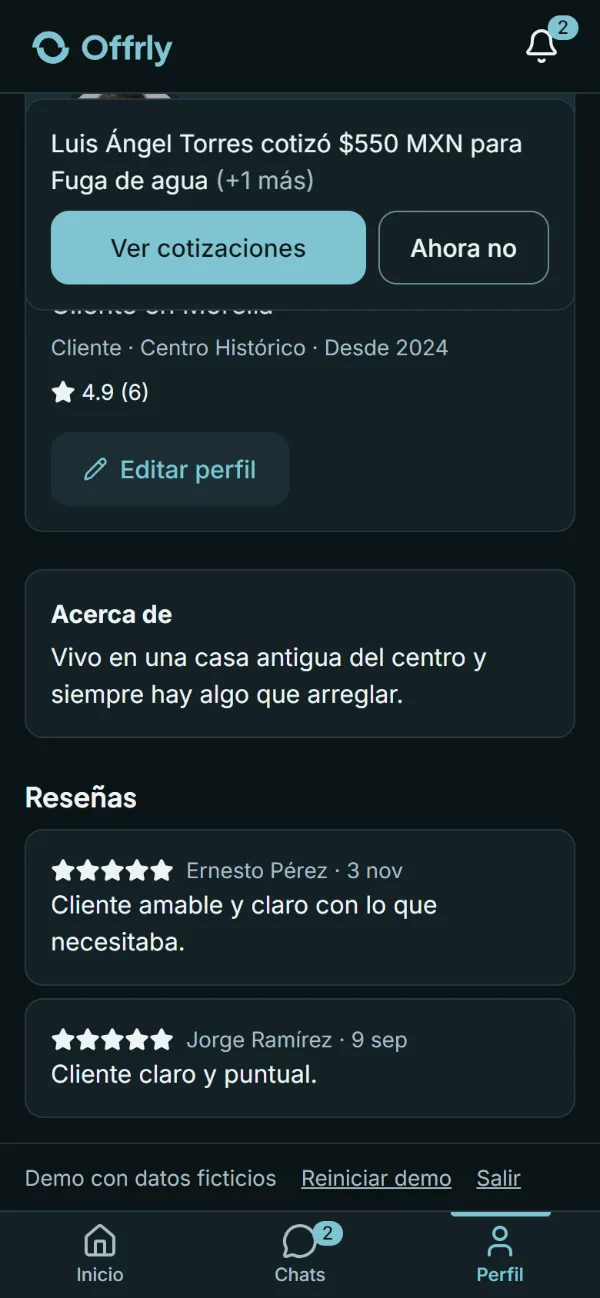 Offrly
2
Luis Ángel Torres cotizó $550 MXN para
Fuga de agua (+1 más)
Ver cotizaciones
Ahora no
Cliente · Centro Histórico · Desde 2024
4.9 (6)
Editar perfil
Acerca de
Vivo en una casa antigua del centro y
siempre hay algo que arreglar.
Reseñas
Ernesto Pérez · 3 nov
Cliente amable y claro con lo que
necesitaba.
Jorge Ramírez · 9 sep
Cliente claro y puntual.
Demo con datos ficticios
Reiniciar demo
Salir
2
Inicio
Chats
Perfil